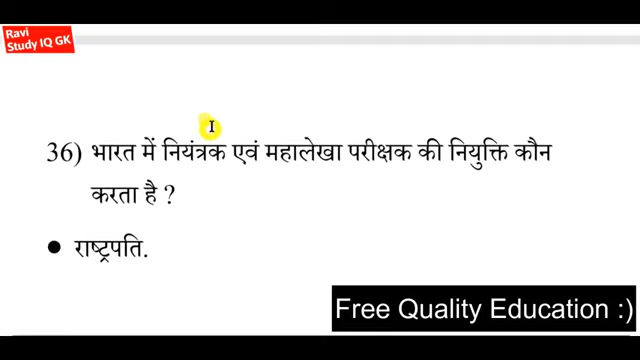 Ravi
Study IQ GK
36) भारत में नियंत्रक एवं महालेखा परीक्षक की नियुक्ति कौन
करता है ?
● राष्ट्रपति.
Free Quality Education :)